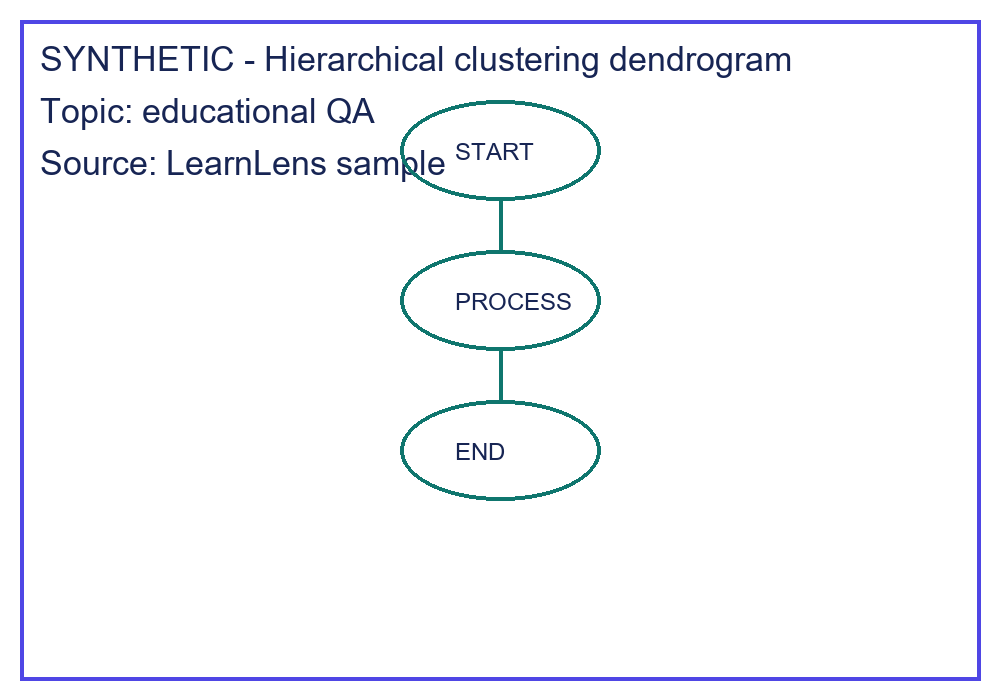 SYNTHETIC - Hierarchical clustering dendrogram
Topic: educational QA
Source: LearnLens sample
START
PROCESS
END